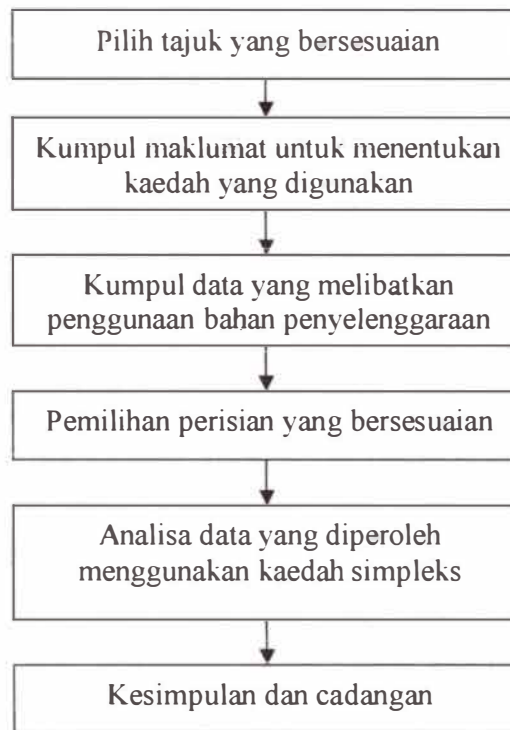 Pilih tajuk yang bersesuaian
Kumpul maklumat untuk menentukan
kaedah yang digunakan
Kumpul data yang melibatkan
penggunaan bahan penyelenggaraan
Pemilihan perisian yang bersesuaian
Analisa data yang diperoleh
menggunakan kaedah simpleks
Kesimpulan dan cadangan